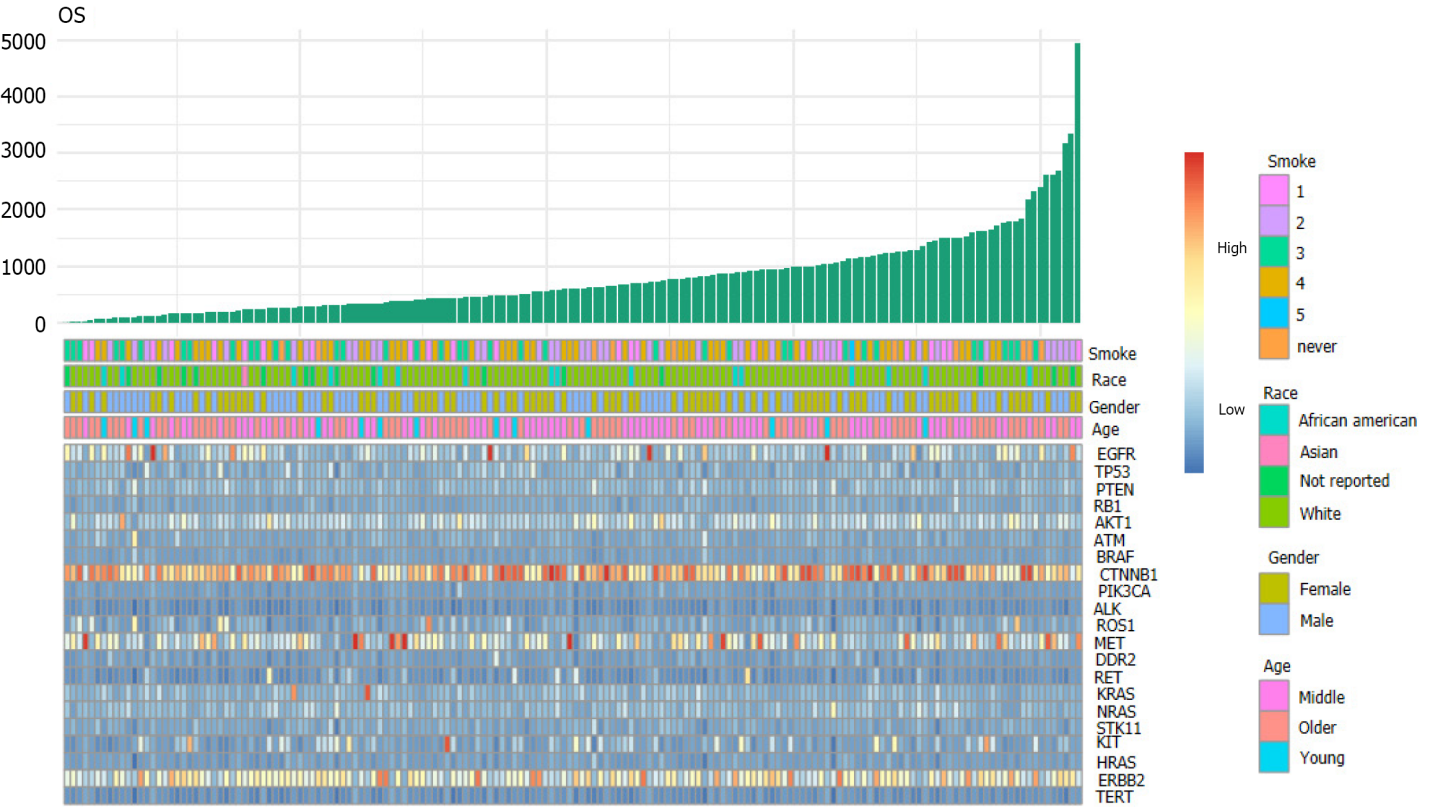 OS
5000
4000
3000
2000
1000
0
Smoke
Race
Gender
Age
EGFR
TP53
PTEN
RB1
AKT1
ATM
BRAF
CTNNB1
PIK3CA
ALK
ROS1
MET
DDR2
RET
KRAS
NRAS
STK11
KIT
HRAS
ERBB2
TERT
High
Low
Smoke
1
2
3
4
5
never
Race
African american
Asian
Not reported
White
Gender
Female
Male
Age
Middle
Older
Young